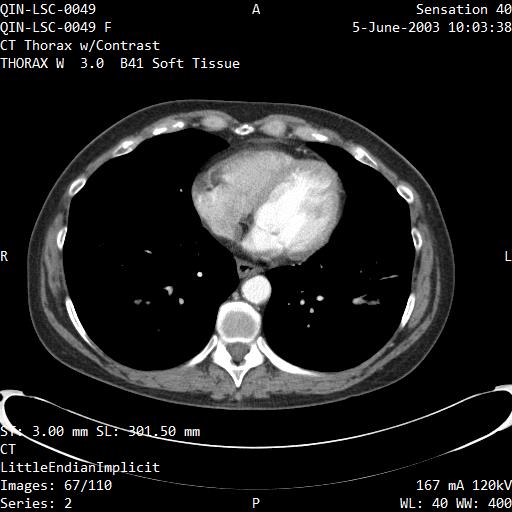 QIN-LSC-0049 A Sensation 40
QIN-LSC-0049 F 5-June-2003 10:03:38
CT Thorax w/Contrast
THORAX W 3.0 B41 Soft Tissue
R L
ST: 3.00 mm SL: 301.50 mm
CT
LittleEndianImplicit
Images: 67/110 167 mA 120kV
Series: 2 P WL: 40 WW: 400